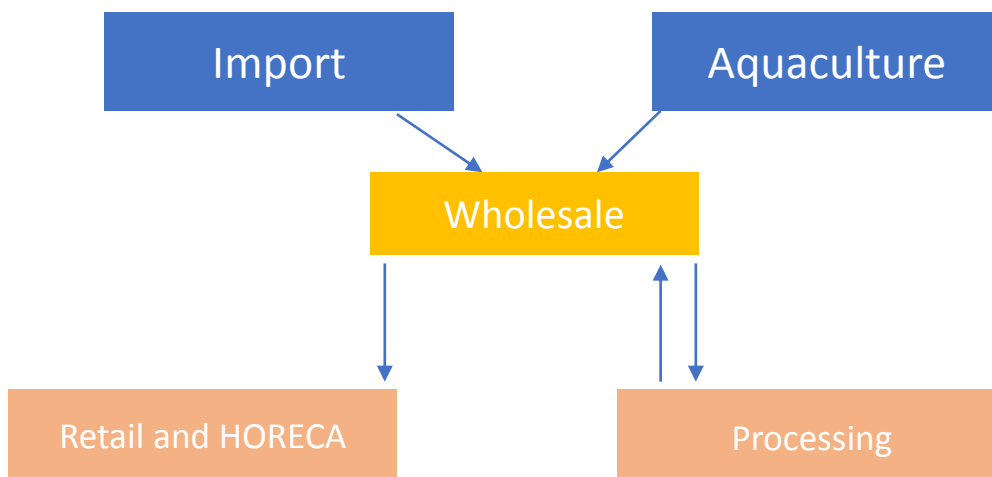 Import
Aquaculture
Wholesale
Retail and HORECA
Processing